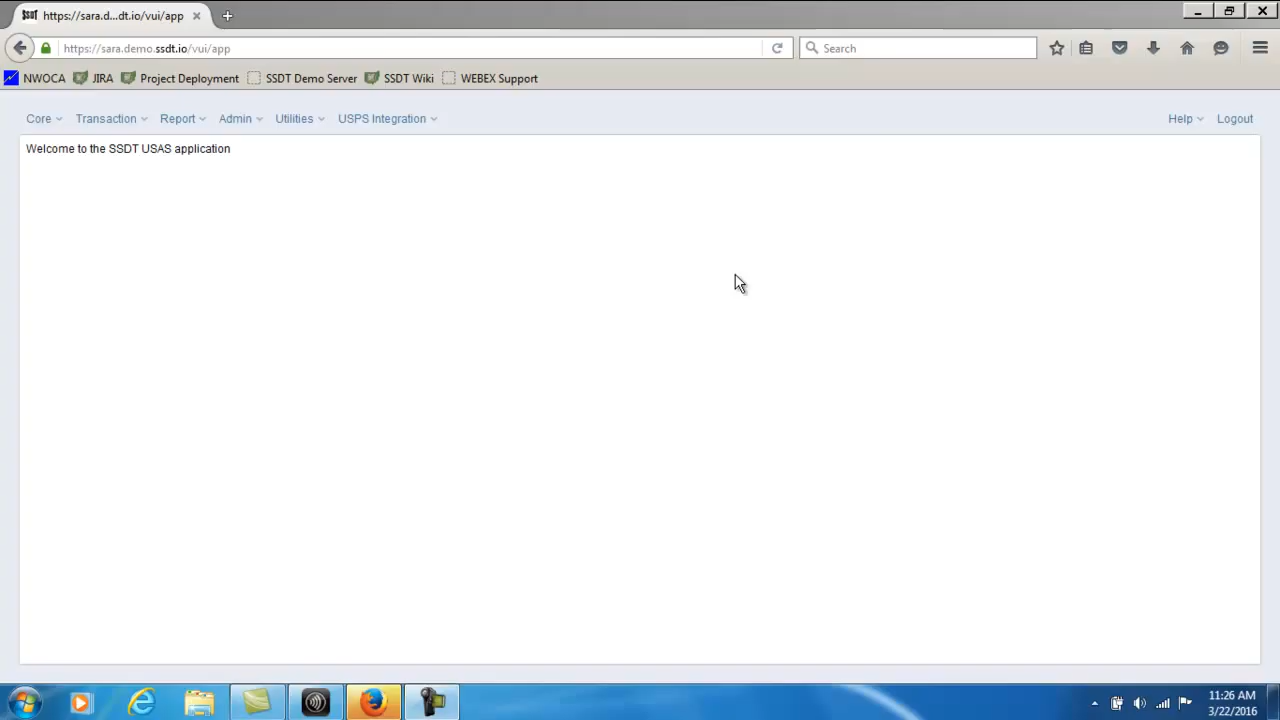 SSDT https://sara.d...dt.io/vui/app
https://sara.demo.ssdt.io/vui/app
Search
NWOCA JIRA Project Deployment SSDT Demo Server SSDT Wiki WEBEX Support
Core Transaction Report Admin Utilities USPS Integration Help Logout
Welcome to the SSDT USAS application
11:26 AM
3/22/2016